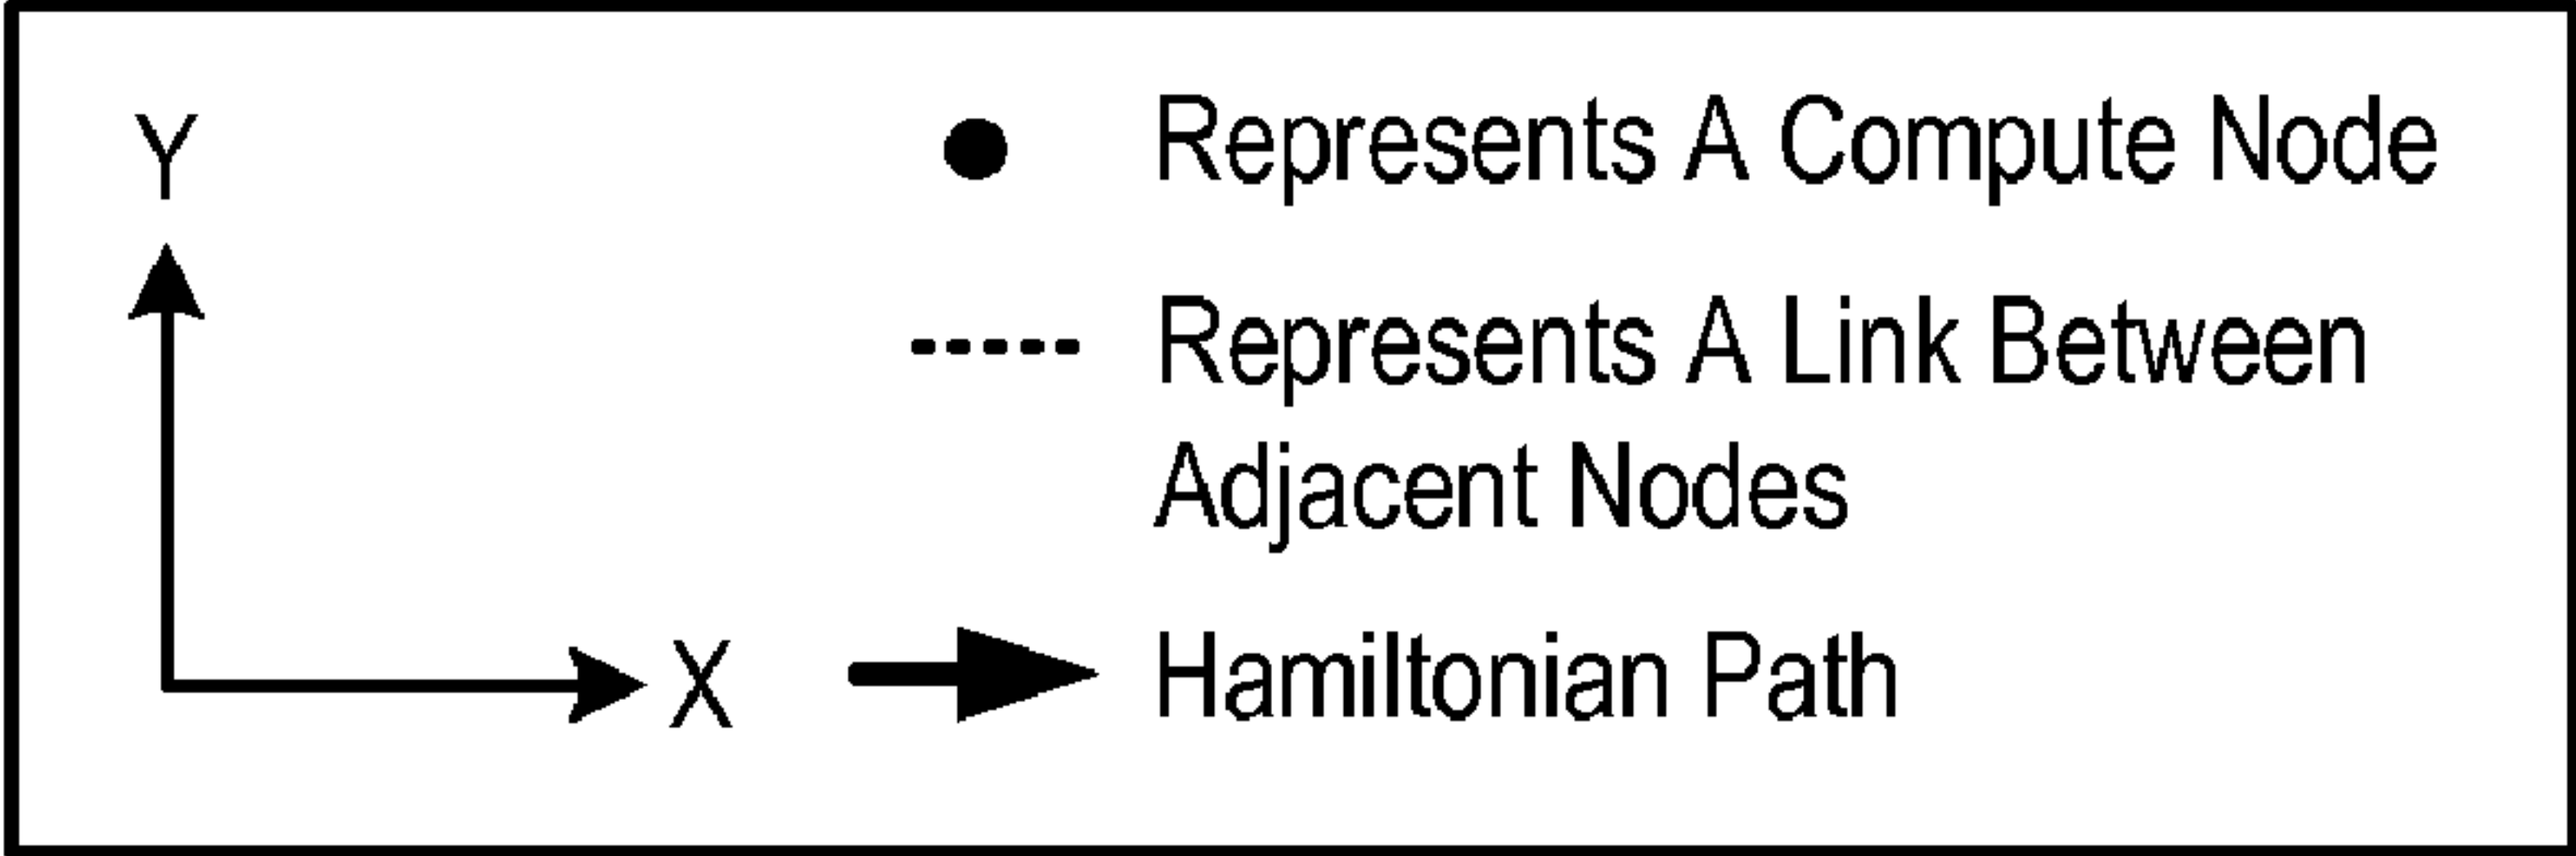 Y
Represents A Compute Node
Represents A Link Between
Adjacent Nodes
X
Hamiltonian Path